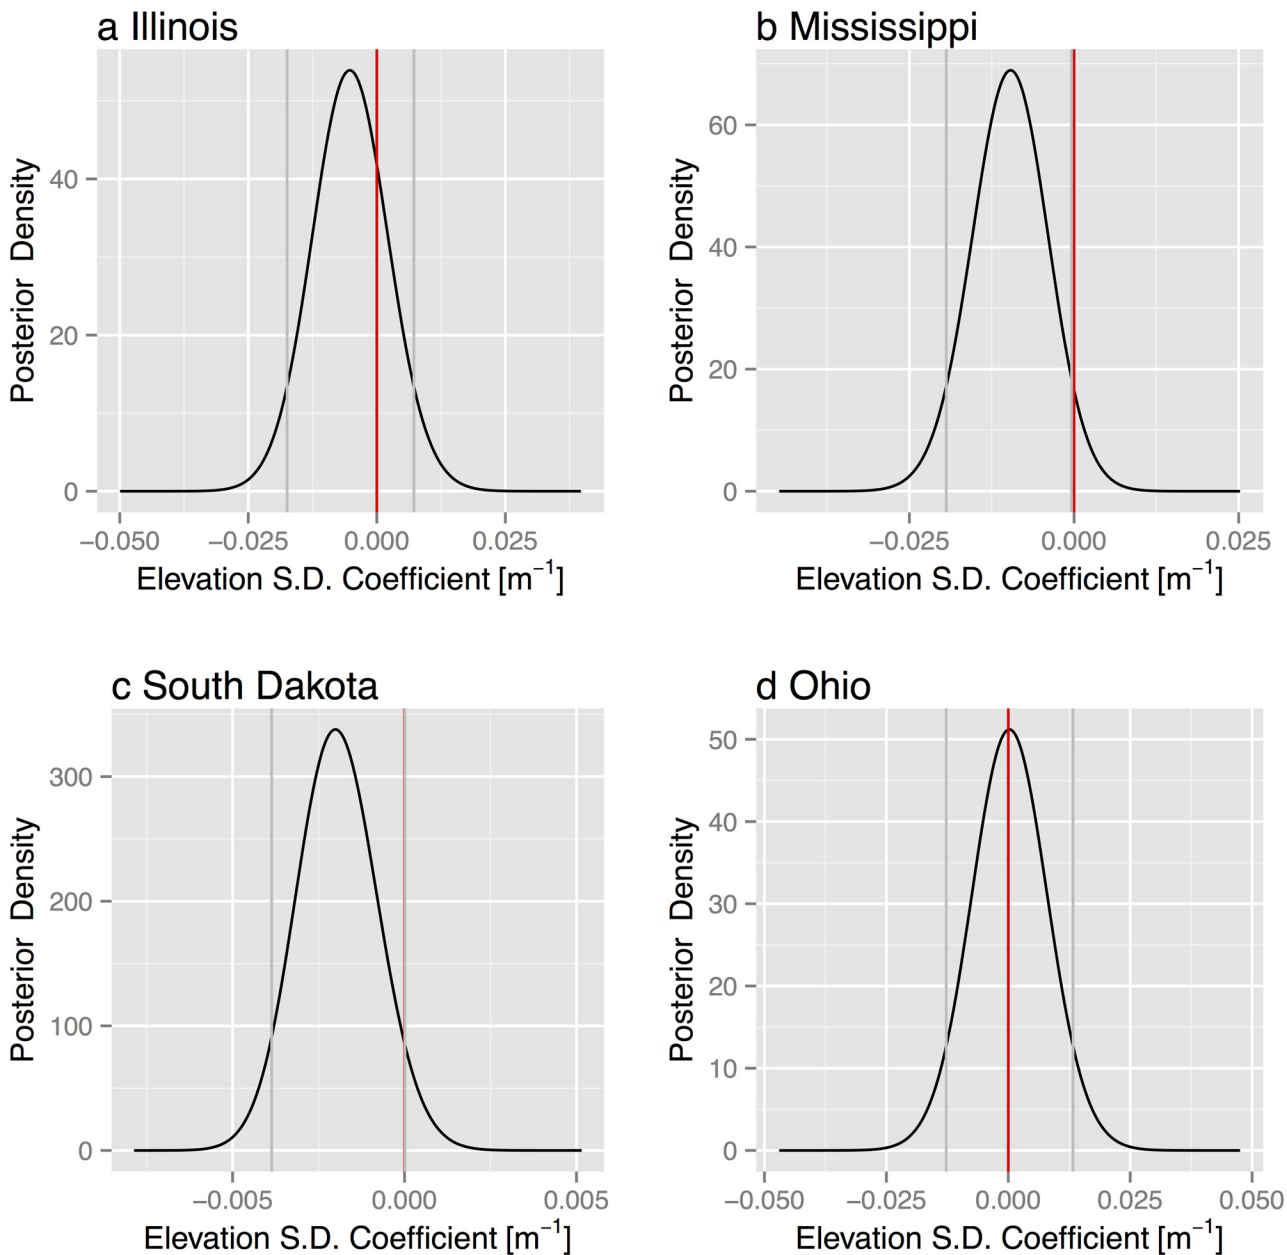 a Illinois
Posterior Density
40
20
0
−0.050 −0.025 0.000 0.025
Elevation S.D. Coefficient [m⁻¹]
b Mississippi
Posterior Density
60
40
20
0
−0.025 0.000 0.025
Elevation S.D. Coefficient [m⁻¹]
c South Dakota
Posterior Density
300
200
100
0
−0.005 0.000 0.005
Elevation S.D. Coefficient [m⁻¹]
d Ohio
Posterior Density
50
40
30
20
10
0
−0.050 −0.025 0.000 0.025 0.050
Elevation S.D. Coefficient [m⁻¹]